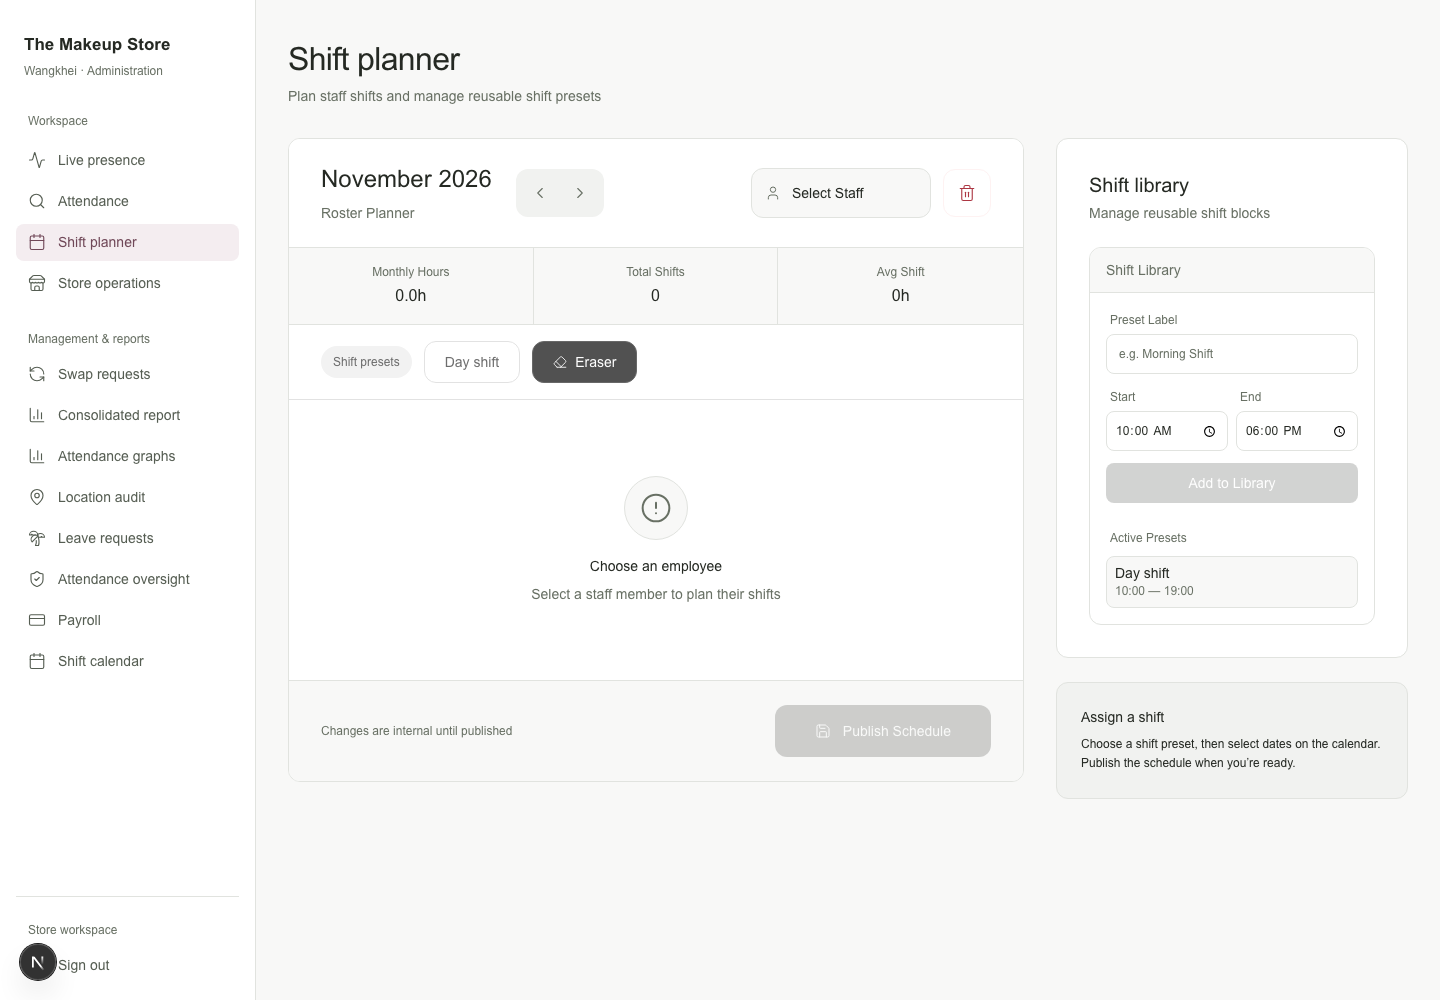 The Makeup Store
Wangkhei · Administration
Workspace
Live presence
Attendance
Shift planner
Store operations
Management & reports
Swap requests
Consolidated report
Attendance graphs
Location audit
Leave requests
Attendance oversight
Payroll
Shift calendar
Store workspace
N
Sign out
Shift planner
Plan staff shifts and manage reusable shift presets
November 2026
Roster Planner
Select Staff
Monthly Hours
0.0h
Total Shifts
0
Avg Shift
0h
Shift presets
Day shift
Eraser
Choose an employee
Select a staff member to plan their shifts
Changes are internal until published
Publish Schedule
Shift library
Manage reusable shift blocks
Shift Library
Preset Label
e.g. Morning Shift
Start
End
10:00 AM
06:00 PM
Add to Library
Active Presets
Day shift
10:00 — 19:00
Assign a shift
Choose a shift preset, then select dates on the calendar.
Publish the schedule when you’re ready.